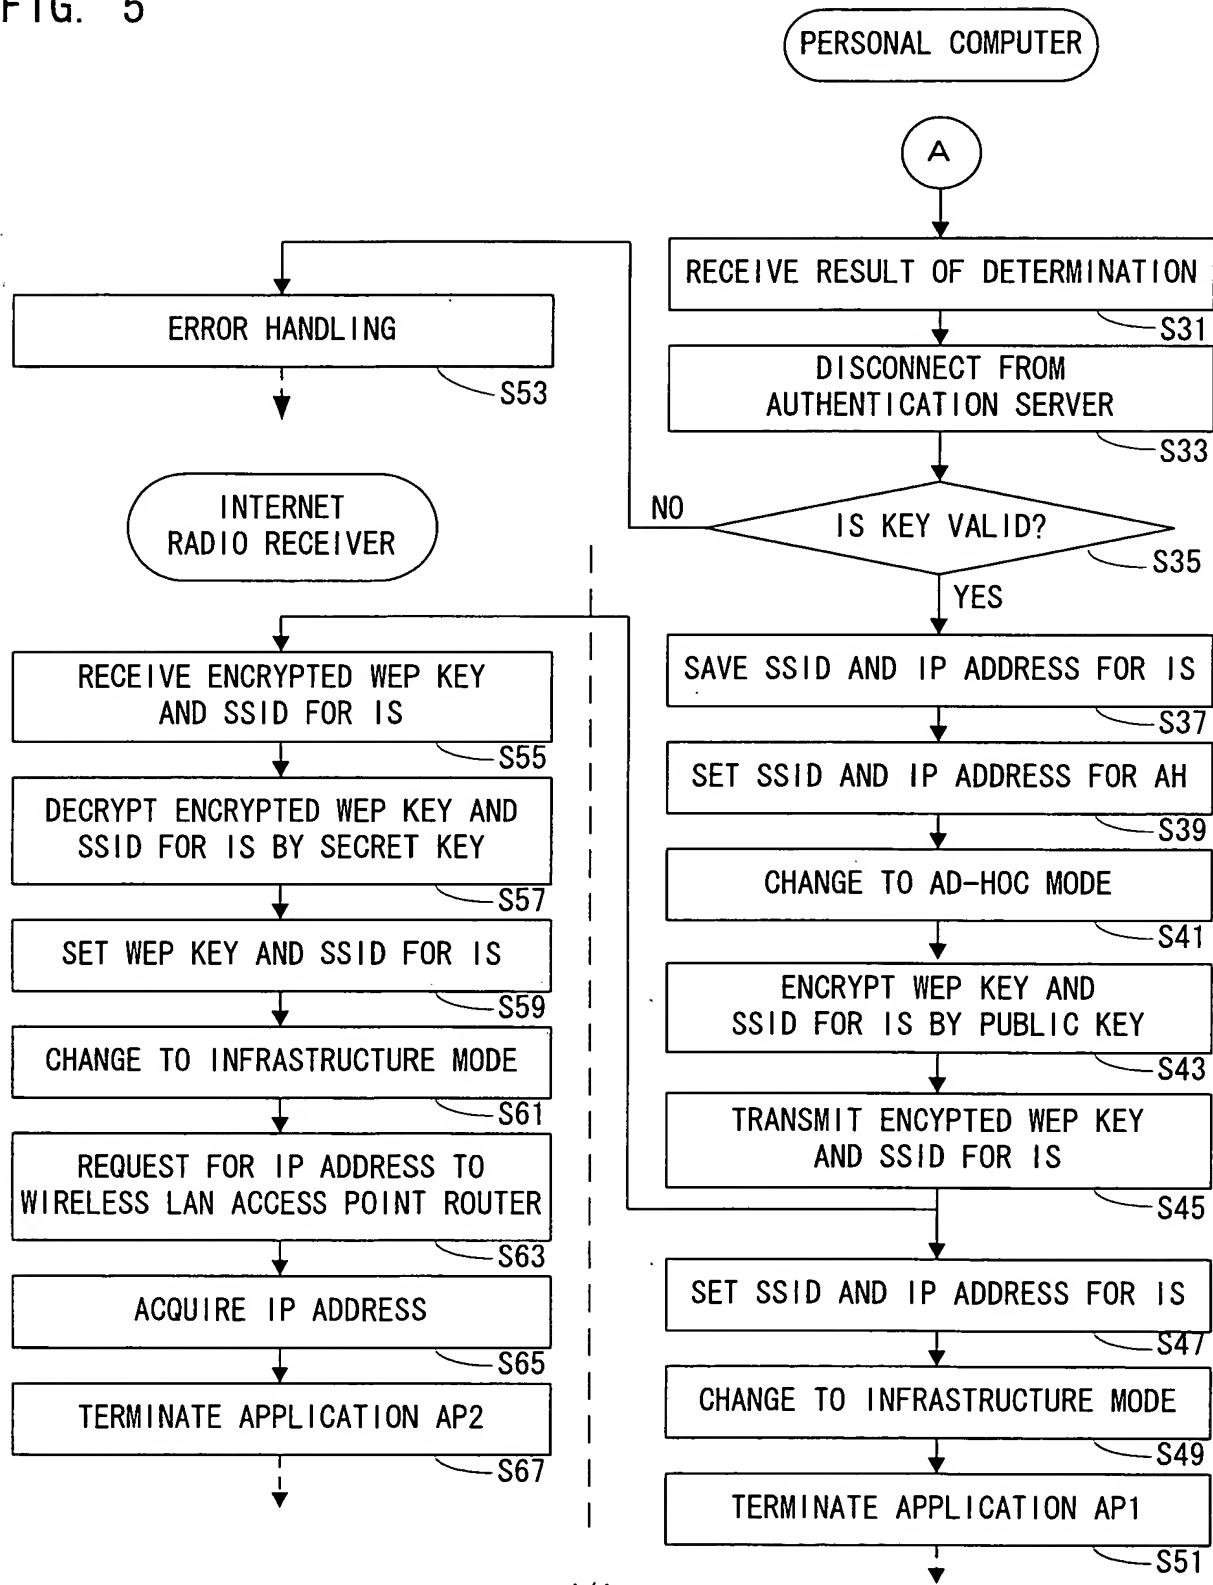 FIG. 5
PERSONAL COMPUTER
A
RECEIVE RESULT OF DETERMINATION
S31
DISCONNECT FROM
AUTHENTICATION SERVER
S33
IS KEY VALID?
S35
NO
YES
ERROR HANDLING
S53
SAVE SSID AND IP ADDRESS FOR IS
S37
SET SSID AND IP ADDRESS FOR AH
S39
CHANGE TO AD-HOC MODE
S41
ENCRYPT WEP KEY AND
SSID FOR IS BY PUBLIC KEY
S43
TRANSMIT ENCYPTED WEP KEY
AND SSID FOR IS
S45
SET SSID AND IP ADDRESS FOR IS
S47
CHANGE TO INFRASTRUCTURE MODE
S49
TERMINATE APPLICATION AP1
S51
INTERNET
RADIO RECEIVER
RECEIVE ENCRYPTED WEP KEY
AND SSID FOR IS
S55
DECRYPT ENCRYPTED WEP KEY AND
SSID FOR IS BY SECRET KEY
S57
SET WEP KEY AND SSID FOR IS
S59
CHANGE TO INFRASTRUCTURE MODE
S61
REQUEST FOR IP ADDRESS TO
WIRELESS LAN ACCESS POINT ROUTER
S63
ACQUIRE IP ADDRESS
S65
TERMINATE APPLICATION AP2
S67